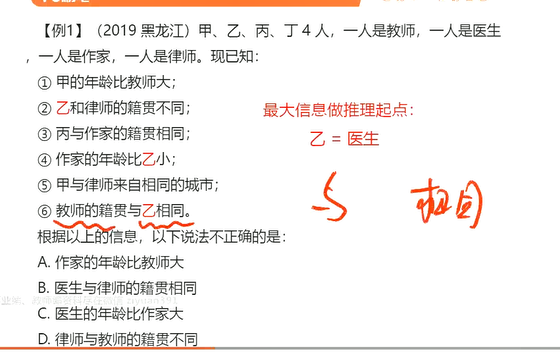 【例1】（2019 黑龙江）甲、乙、丙、丁 4 人，一人是教师，一人是医生
，一人是作家，一人是律师。现已知：
① 甲的年龄比教师大；
② 乙和律师的籍贯不同；
③ 丙与作家的籍贯相同；
④ 作家的年龄比乙小；
⑤ 甲与律师来自相同的城市；
⑥ 教师的籍贯与乙相同。
最大信息做推理起点：
乙 = 医生
与 相同
根据以上的信息，以下说法不正确的是：
A. 作家的年龄比教师大
B. 医生与律师的籍贯相同
C. 医生的年龄比作家大
D. 律师与教师的籍贯不同